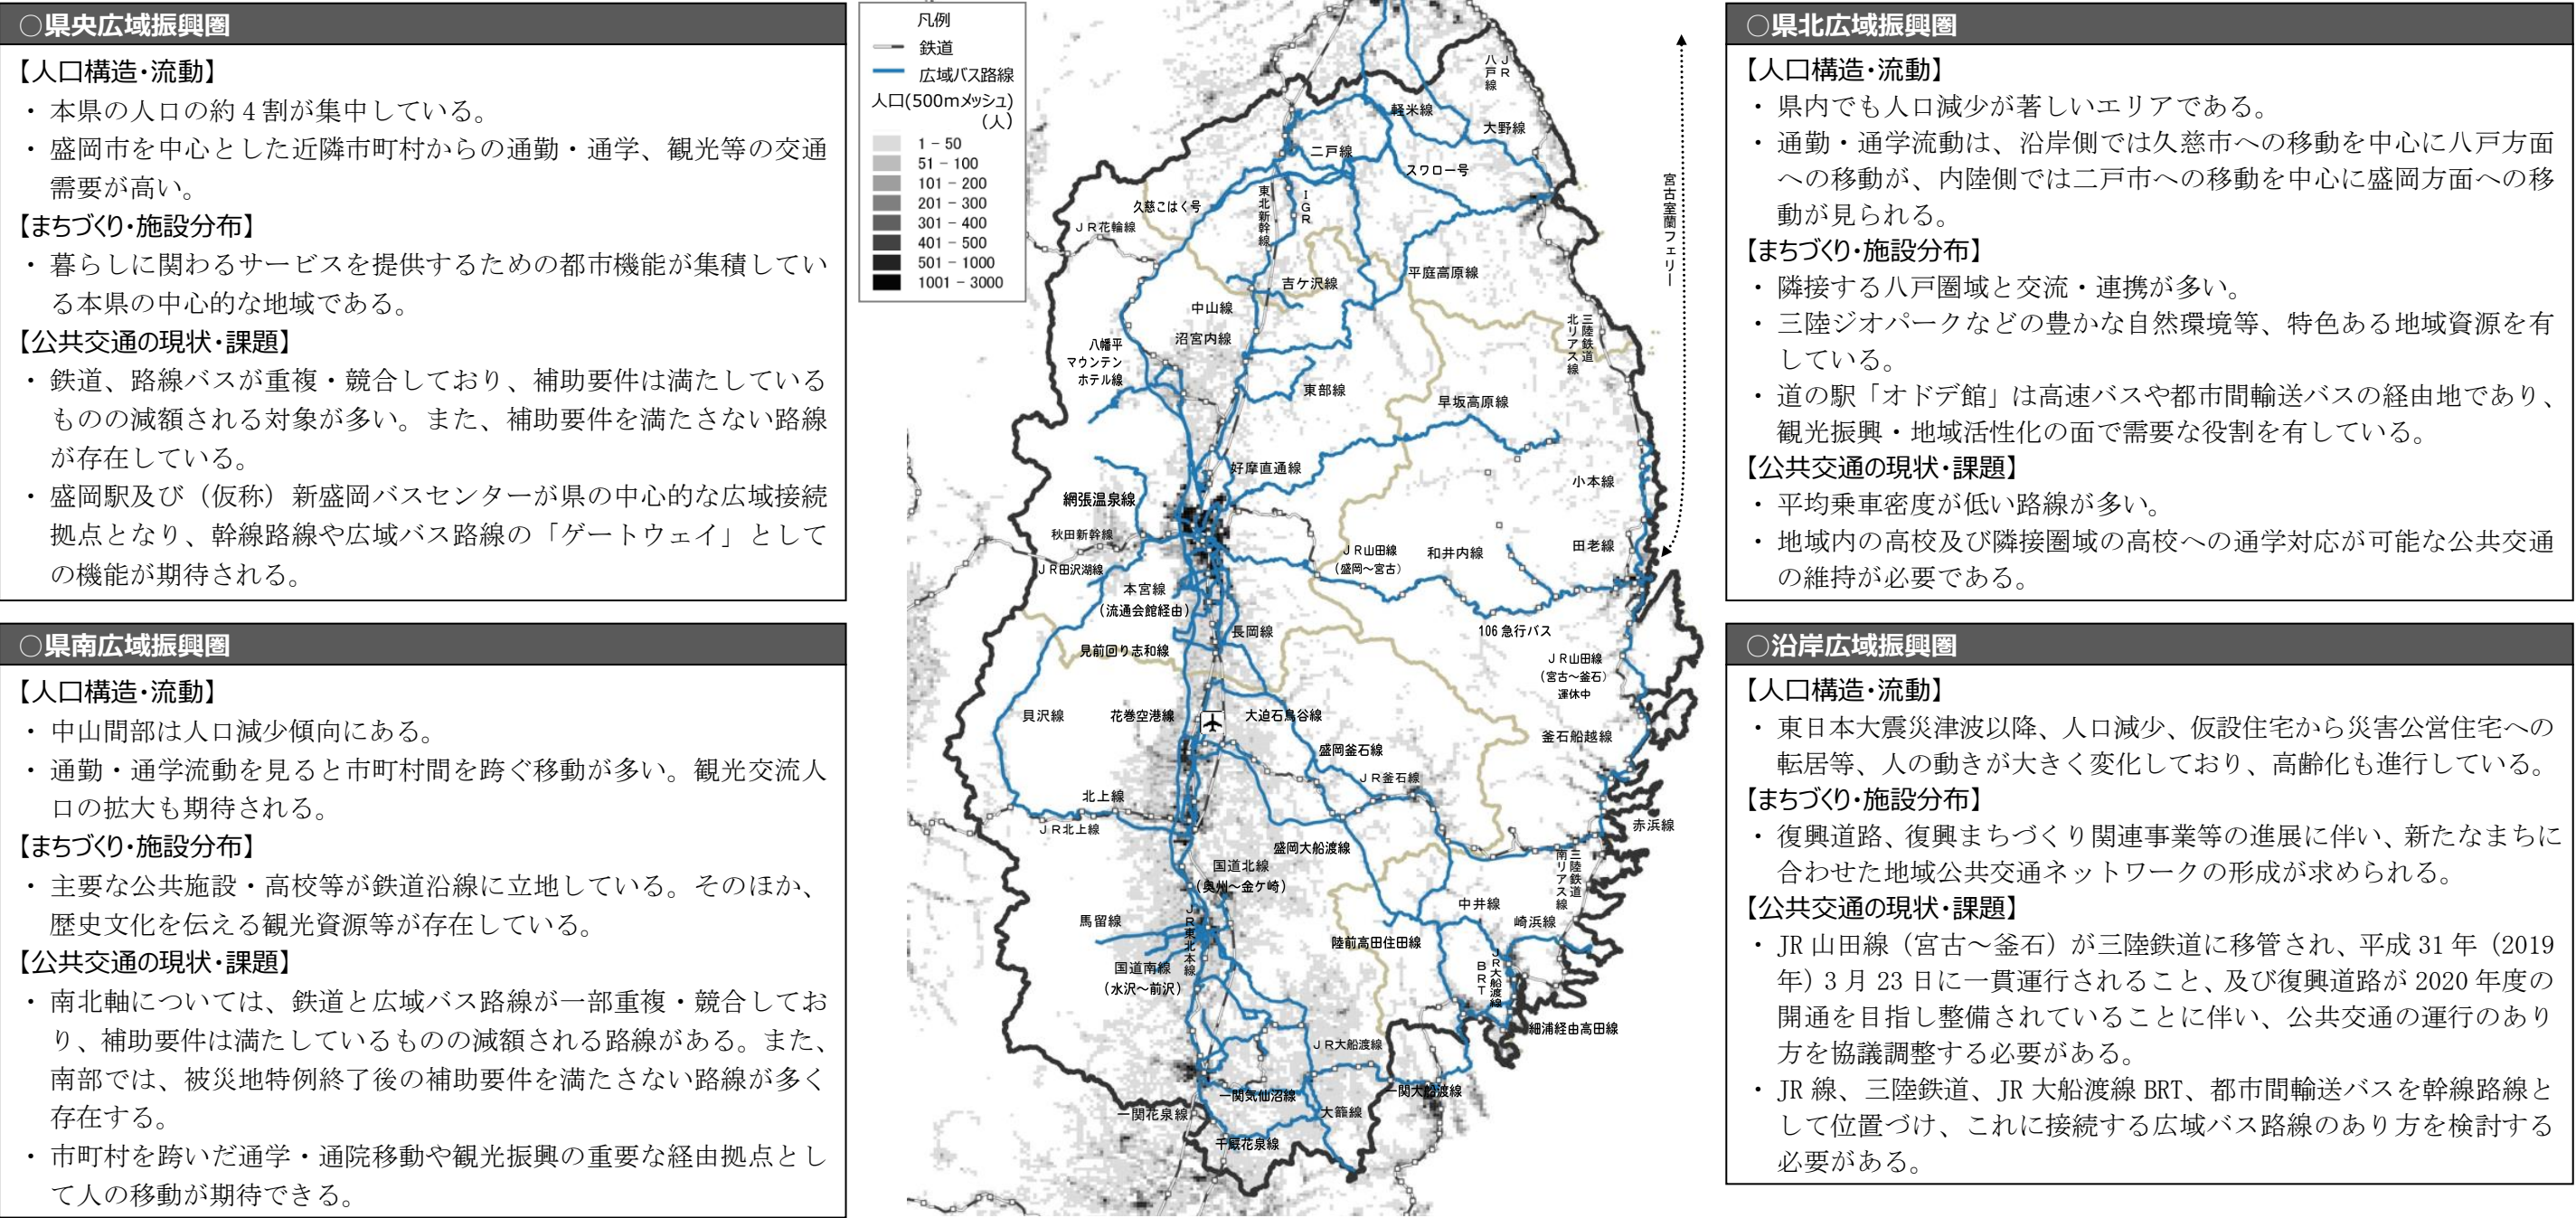 ○県央広域振興圏
【人口構造・流動】
・ 本県の人口の約４割が集中している。
・ 盛岡市を中心とした近隣市町村からの通勤・通学、観光等の交通
需要が高い。
【まちづくり・施設分布】
・ 暮らしに関わるサービスを提供するための都市機能が集積してい
る本県の中心的な地域である。
【公共交通の現状・課題】
・ 鉄道、路線バスが重複・競合しており、補助要件は満たしている
ものの減額される対象が多い。また、補助要件を満たさない路線
が存在している。
・ 盛岡駅及び（仮称）新盛岡バスセンターが県の中心的な広域接続
拠点となり、幹線路線や広域バス路線の「ゲートウェイ」として
の機能が期待される。
○県南広域振興圏
【人口構造・流動】
・ 中山間部は人口減少傾向にある。
・ 通勤・通学流動を見ると市町村間を跨ぐ移動が多い。観光交流人
口の拡大も期待される。
【まちづくり・施設分布】
・ 主要な公共施設・高校等が鉄道沿線に立地している。そのほか、
歴史文化を伝える観光資源等が存在している。
【公共交通の現状・課題】
・ 南北軸については、鉄道と広域バス路線が一部重複・競合してお
り、補助要件は満たしているものの減額される路線がある。また、
南部では、被災地特例終了後の補助要件を満たさない路線が多く
存在する。
・ 市町村を跨いだ通学・通院移動や観光振興の重要な経由拠点とし
て人の移動が期待できる。
凡例
鉄道
広域バス路線
人口(500mメッシュ)
（人）
1 - 50
51 - 100
101 - 200
201 - 300
301 - 400
401 - 500
501 - 1000
1001 - 3000
ＪＲ八戸線
軽米線
大野線
二戸線
スワロー号
東北新幹線
ＩＧＲ
久慈こはく号
ＪＲ花輪線
宮古室蘭フェリー
平庭高原線
吉ケ沢線
中山線
沼宮内線
三陸鉄道北リアス線
八幡平
マウンテン
ホテル線
東部線
早坂高原線
好摩直通線
小本線
網張温泉線
秋田新幹線
ＪＲ田沢湖線
ＪＲ山田線
（盛岡～宮古）
和井内線
田老線
本宮線
（流通会館経由）
長岡線
106 急行バス
見前回り志和線
ＪＲ山田線
（宮古～釜石）
運休中
貝沢線
花巻空港線
大迫石鳥谷線
釜石船越線
盛岡釜石線
ＪＲ釜石線
北上線
ＪＲ北上線
赤浜線
盛岡大船渡線
三陸鉄道南リアス線
国道北線
（奥州～金ケ崎）
中井線
崎浜線
馬留線
ＪＲ東北本線
陸前高田住田線
国道南線
（水沢～前沢）
ＪＲ大船渡線ＢＲＴ
細浦経由高田線
ＪＲ大船渡線
一関大船渡線
一関気仙沼線
大籠線
一関花泉線
千厩花泉線
○県北広域振興圏
【人口構造・流動】
・ 県内でも人口減少が著しいエリアである。
・ 通勤・通学流動は、沿岸側では久慈市への移動を中心に八戸方面
への移動が、内陸側では二戸市への移動を中心に盛岡方面への移
動が見られる。
【まちづくり・施設分布】
・ 隣接する八戸圏域と交流・連携が多い。
・ 三陸ジオパークなどの豊かな自然環境等、特色ある地域資源を有
している。
・ 道の駅「オドデ館」は高速バスや都市間輸送バスの経由地であり、
観光振興・地域活性化の面で需要な役割を有している。
【公共交通の現状・課題】
・ 平均乗車密度が低い路線が多い。
・ 地域内の高校及び隣接圏域の高校への通学対応が可能な公共交通
の維持が必要である。
○沿岸広域振興圏
【人口構造・流動】
・ 東日本大震災津波以降、人口減少、仮設住宅から災害公営住宅への
転居等、人の動きが大きく変化しており、高齢化も進行している。
【まちづくり・施設分布】
・ 復興道路、復興まちづくり関連事業等の進展に伴い、新たなまちに
合わせた地域公共交通ネットワークの形成が求められる。
【公共交通の現状・課題】
・ JR 山田線（宮古～釜石）が三陸鉄道に移管され、平成 31 年（2019
年）3 月 23 日に一貫運行されること、及び復興道路が 2020 年度の
開通を目指し整備されていることに伴い、公共交通の運行のあり
方を協議調整する必要がある。
・ JR 線、三陸鉄道、JR 大船渡線 BRT、都市間輸送バスを幹線路線と
して位置づけ、これに接続する広域バス路線のあり方を検討する
必要がある。